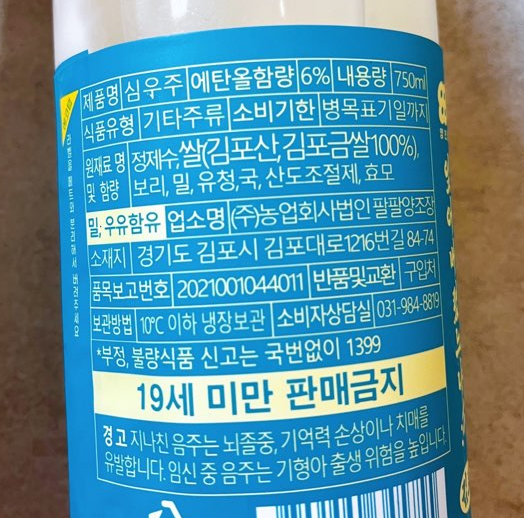 제품명 심우주 에탄올함량 6% 내용량 750ml
식품유형 기타주류 소비기한 병목표기일까지
원재료 명 및 함량 정제수,쌀(김포산,김포금쌀100%),
보리, 밀, 유청, 국, 산도조절제, 효모
밀, 우유함유 업소명 (주)농업회사법인 팔팔양조장
소재지 경기도 김포시 김포대로1216번길 84-74
품목보고번호 2021001044011 반품및교환 구입처
보관방법 10℃ 이하 냉장보관 소비자상담실 031-984-8819
*부정, 불량식품 신고는 국번없이 1399
19세 미만 판매금지
경고 지나친 음주는 뇌졸중, 기억력 손상이나 치매를
유발합니다. 임신 중 음주는 기형아 출생 위험을 높입니다.